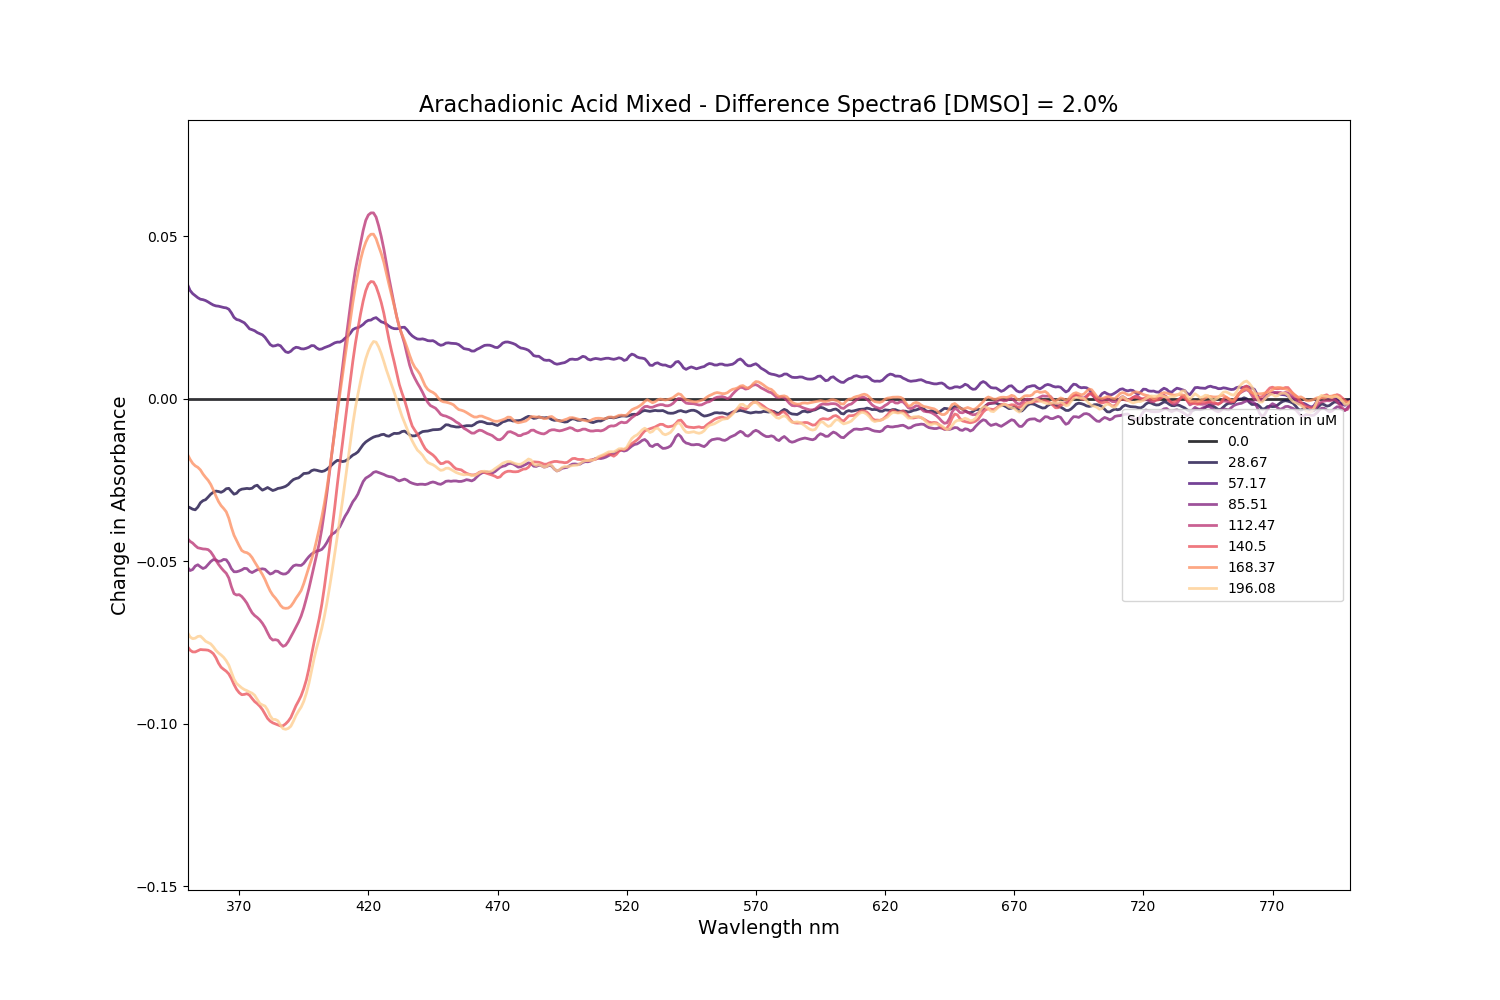 Arachadionic Acid Mixed - Difference Spectra6 [DMSO] = 2.0%
Change in Absorbance
0.05
0.00
−0.05
−0.10
−0.15
Substrate concentration in uM
0.0
28.67
57.17
85.51
112.47
140.5
168.37
196.08
370 420 470 520 570 620 670 720 770
Wavlength nm